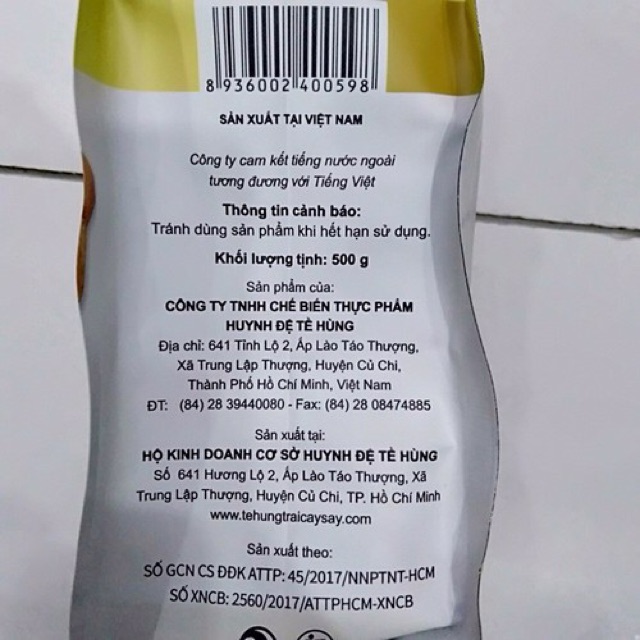 8 936002 400598
SẢN XUẤT TẠI VIỆT NAM
Công ty cam kết tiếng nước ngoài
tương đương với Tiếng Việt
Thông tin cảnh báo:
Tránh dùng sản phẩm khi hết hạn sử dụng.
Khối lượng tịnh: 500 g
Sản phẩm của:
CÔNG TY TNHH CHẾ BIẾN THỰC PHẨM
HUYNH ĐỆ TỀ HÙNG
Địa chỉ: 641 Tỉnh Lộ 2, Ấp Lào Táo Thượng,
Xã Trung Lập Thượng, Huyện Củ Chi,
Thành Phố Hồ Chí Minh, Việt Nam
ĐT: (84) 28 39440080 - Fax: (84) 28 08474885
Sản xuất tại:
HỘ KINH DOANH CƠ SỞ HUYNH ĐỆ TỀ HÙNG
Số 641 Hương Lộ 2, Ấp Lào Táo Thượng, Xã
Trung Lập Thượng, Huyện Củ Chi, TP. Hồ Chí Minh
www.tehungtraicaysay.com
Sản xuất theo:
SỐ GCN CS ĐĐK ATTP: 45/2017/NNPTNT-HCM
SỐ XNCB: 2560/2017/ATTPHCM-XNCB